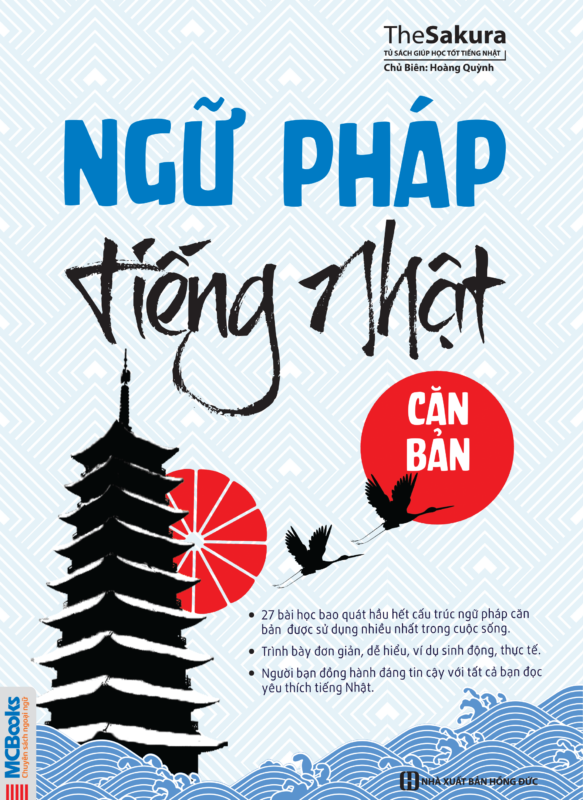 TheSakura
TỦ SÁCH GIÚP HỌC TỐT TIẾNG NHẬT
Chủ Biên: Hoàng Quỳnh
NGỮ PHÁP
tiếng Nhật
CĂN
BẢN
• 27 bài học bao quát hầu hết cấu trúc ngữ pháp căn
bản được sử dụng nhiều nhất trong cuộc sống.
• Trình bày đơn giản, dễ hiểu, ví dụ sinh động, thực tế.
• Người bạn đồng hành đáng tin cậy với tất cả bạn đọc
yêu thích tiếng Nhật.
MCBooks
Chuyên sách ngoại ngữ
NHÀ XUẤT BẢN HỒNG ĐỨC